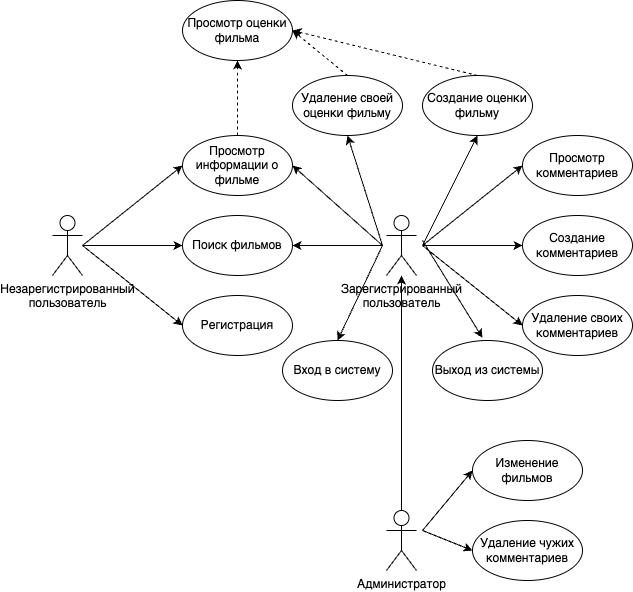 Просмотр оценки
фильма
Удаление своей
оценки фильму
Создание оценки
фильму
Просмотр
информации о
фильме
Просмотр
комментариев
Незарегистрированный
пользователь
Поиск фильмов
Зарегистрированный
пользователь
Создание
комментариев
Регистрация
Удаление своих
комментариев
Вход в систему
Выход из системы
Изменение
фильмов
Администратор
Удаление чужих
комментариев